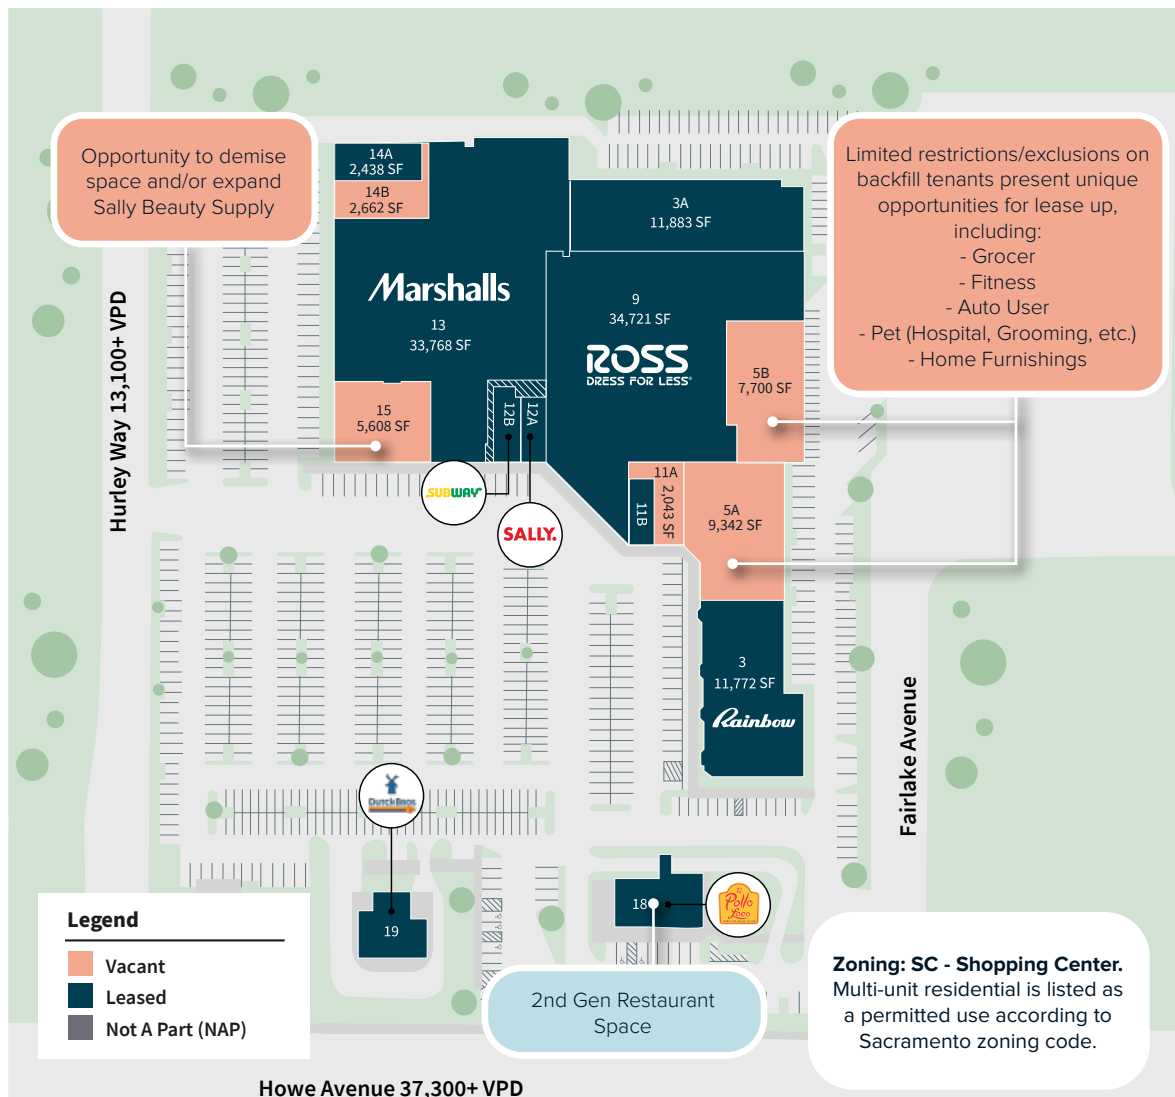 Opportunity to demise
space and/or expand
Sally Beauty Supply
Limited restrictions/exclusions on
backfill tenants present unique
opportunities for lease up,
including:
- Grocer
- Fitness
- Auto User
- Pet (Hospital, Grooming, etc.)
- Home Furnishings
14A
2,438 SF
14B
2,662 SF
3A
11,883 SF
Marshalls
13
33,768 SF
9
34,721 SF
ROSS
DRESS FOR LESS
5B
7,700 SF
15
5,608 SF
12B
12A
SUBWAY
SALLY.
11A
2,043 SF
11B
5A
9,342 SF
3
11,772 SF
Rainbow
Hurley Way 13,100+ VPD
Fairlake Avenue
DUTCH BROS
19
18
El
Pollo
Loco
2nd Gen Restaurant
Space
Legend
Vacant
Leased
Not A Part (NAP)
Zoning: SC - Shopping Center.
Multi-unit residential is listed as
a permitted use according to
Sacramento zoning code.
Howe Avenue 37,300+ VPD